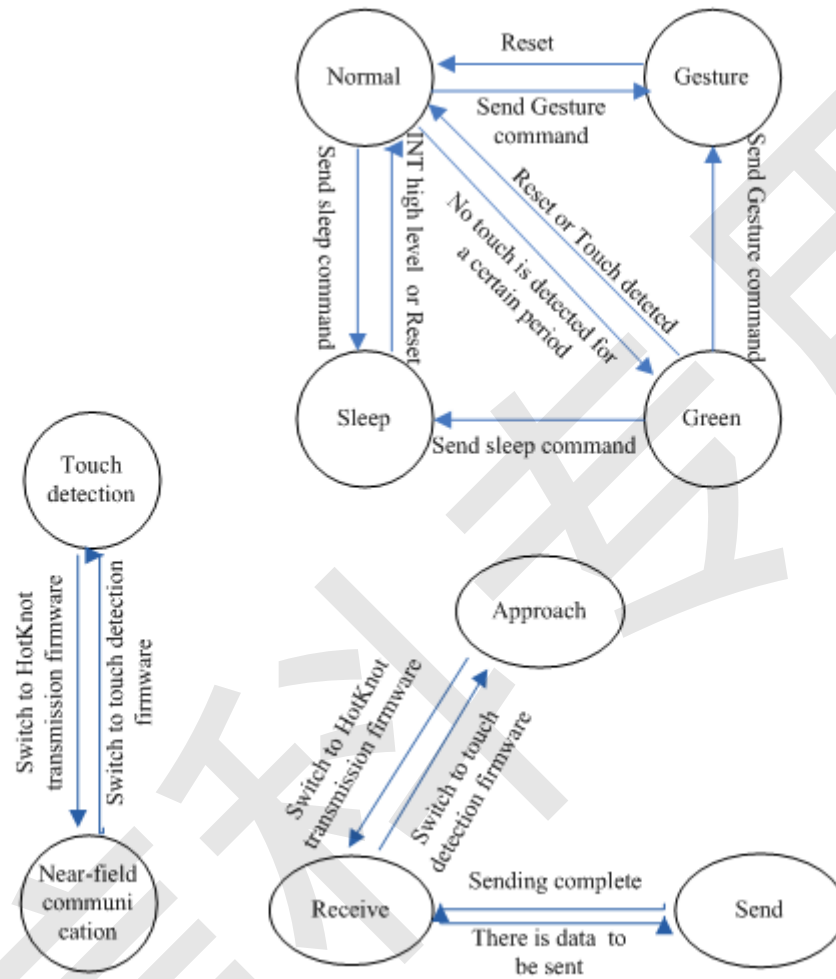 Reset
Normal
Gesture
Send Gesture
command
Send sleep command
INT high level or Reset
Reset or Touch deteted
No touch is detected for
a certain period
Send Gesture command
Sleep
Green
Send sleep command
Touch
detection
Switch to HotKnot
transmission firmware
Switch to touch detection
firmware
Near-field
communi
cation
Approach
Switch to HotKnot
transmission firmware
Switch to touch
detection firmware
Receive
Sending complete
Send
There is data to
be sent